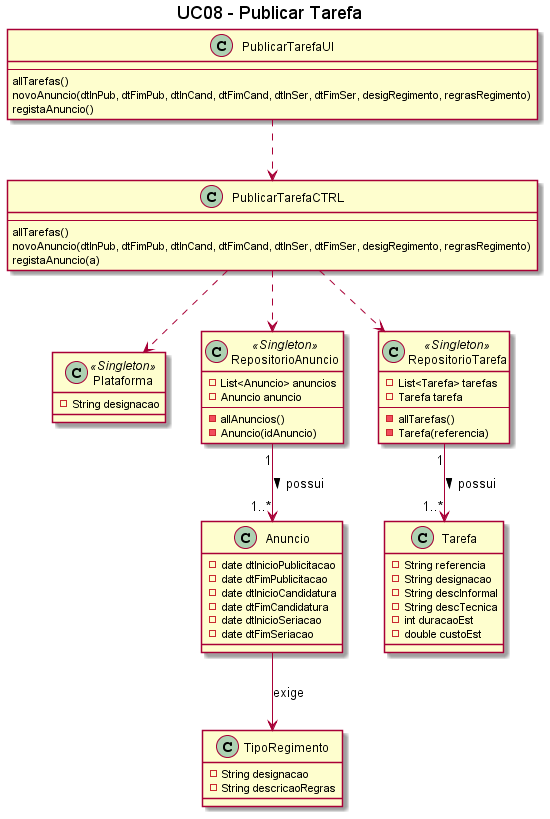 UC08 - Publicar Tarefa
C PublicarTarefaUI
allTarefas()
novoAnuncio(dtInPub, dtFimPub, dtInCand, dtFimCand, dtInSer, dtFimSer, desigRegimento, regrasRegimento)
registaAnuncio()
C PublicarTarefaCTRL
allTarefas()
novoAnuncio(dtInPub, dtFimPub, dtInCand, dtFimCand, dtInSer, dtFimSer, desigRegimento, regrasRegimento)
registaAnuncio(a)
«Singleton»
C Plataforma
String designacao
«Singleton»
C RepositorioAnuncio
List<Anuncio> anuncios
Anuncio anuncio
allAnuncios()
Anuncio(idAnuncio)
«Singleton»
C RepositorioTarefa
List<Tarefa> tarefas
Tarefa tarefa
allTarefas()
Tarefa(referencia)
1
possui
1..*
1
possui
1..*
C Anuncio
date dtInicioPublicitacao
date dtFimPublicitacao
date dtInicioCandidatura
date dtFimCandidatura
date dtInicioSeriacao
date dtFimSeriacao
C Tarefa
String referencia
String designacao
String descInformal
String descTecnica
int duracaoEst
double custoEst
exige
C TipoRegimento
String designacao
String descricaoRegras